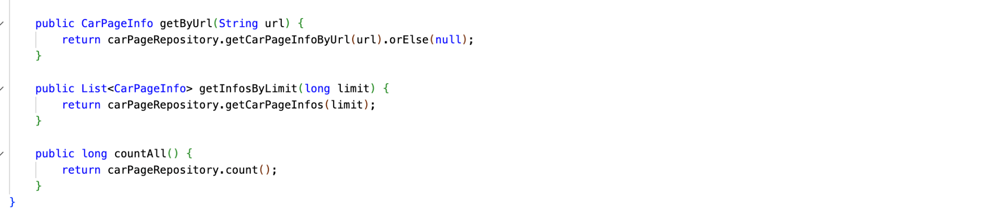 public CarPageInfo getByUrl(String url) {
return carPageRepository.getCarPageInfoByUrl(url).orElse(null);
}
public List<CarPageInfo> getInfosByLimit(long limit) {
return carPageRepository.getCarPageInfos(limit);
}
public long countAll() {
return carPageRepository.count();
}
}